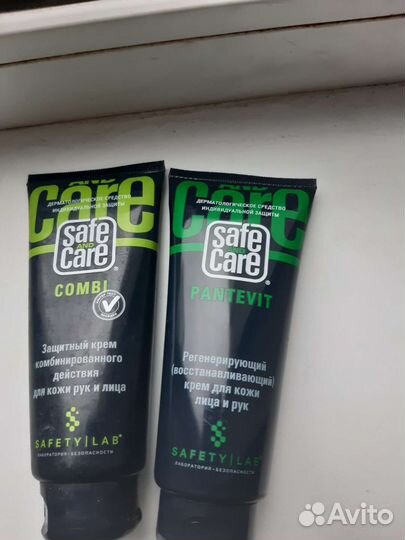 AND
care
ДЕРМАТОЛОГИЧЕСКОЕ СРЕДСТВО
ИНДИВИДУАЛЬНОЙ ЗАЩИТЫ
safe
AND
care®
COMBI
Защитный крем
комбинированного
действия
для кожи рук и лица
SAFETY|LAB®
ЛАБОРАТОРИЯ·БЕЗОПАСНОСТИ
AND
care
ДЕРМАТОЛОГИЧЕСКОЕ СРЕДСТВО
ИНДИВИДУАЛЬНОЙ ЗАЩИТЫ
safe
AND
care®
PANTEVIT
Регенерирующий
(восстанавливающий)
крем для кожи
лица и рук
SAFETY|LAB®
ЛАБОРАТОРИЯ·БЕЗОПАСНОСТИ
Avito